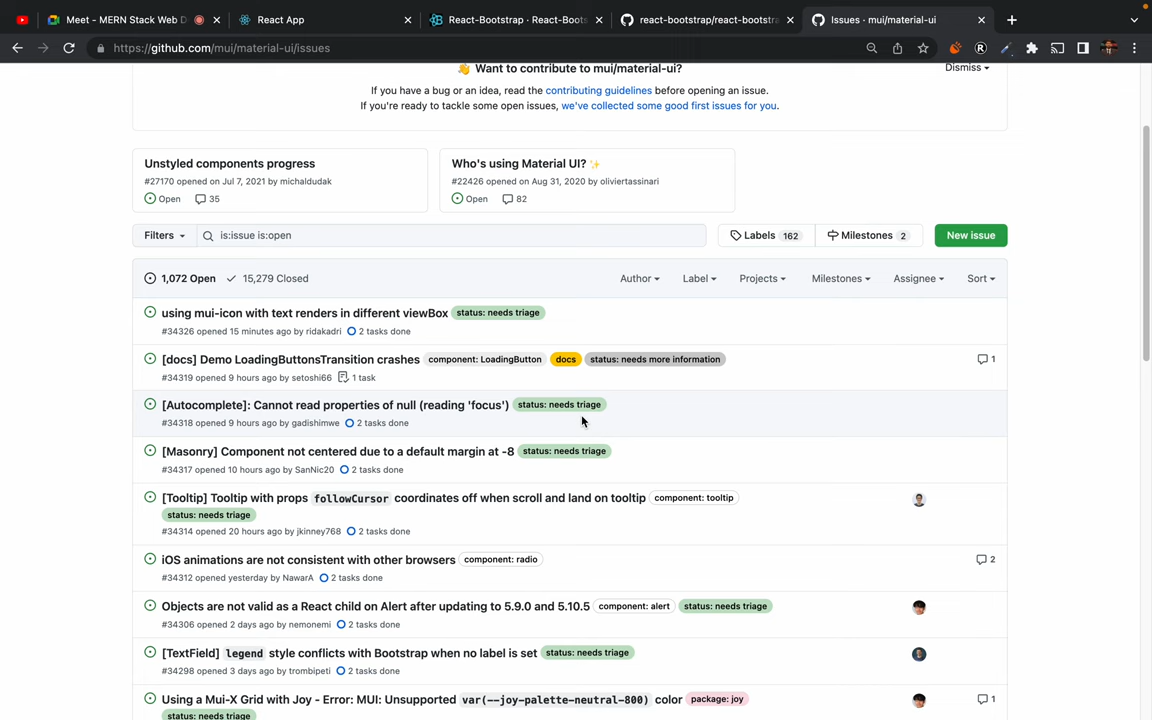 Meet - MERN Stack Web D
React App
React-Bootstrap · React-Boots
react-bootstrap/react-bootstra
Issues · mui/material-ui
https://github.com/mui/material-ui/issues
👋 Want to contribute to mui/material-ui?
Dismiss
If you have a bug or an idea, read the contributing guidelines before opening an issue.
If you're ready to tackle some open issues, we've collected some good first issues for you.
Unstyled components progress
#27170 opened on Jul 7, 2021 by michaldudak
Open 35
Who's using Material UI? ✨
#22426 opened on Aug 31, 2020 by oliviertassinari
Open 82
Filters is:issue is:open Labels 162 Milestones 2 New issue
1,072 Open 15,279 Closed Author Label Projects Milestones Assignee Sort
using mui-icon with text renders in different viewBox status: needs triage
#34326 opened 15 minutes ago by ridakadri 2 tasks done
[docs] Demo LoadingButtonsTransition crashes component: LoadingButton docs status: needs more information 1
#34319 opened 9 hours ago by setoshi66 1 task
[Autocomplete]: Cannot read properties of null (reading 'focus') status: needs triage
#34318 opened 9 hours ago by gadishimwe 2 tasks done
[Masonry] Component not centered due to a default margin at -8 status: needs triage
#34317 opened 10 hours ago by SanNic20 2 tasks done
[Tooltip] Tooltip with props followCursor coordinates off when scroll and land on tooltip component: tooltip
status: needs triage
#34314 opened 20 hours ago by jkinney768 2 tasks done
iOS animations are not consistent with other browsers component: radio 2
#34312 opened yesterday by NawarA 2 tasks done
Objects are not valid as a React child on Alert after updating to 5.9.0 and 5.10.5 component: alert status: needs triage
#34306 opened 2 days ago by nemonemi 2 tasks done
[TextField] legend style conflicts with Bootstrap when no label is set status: needs triage
#34298 opened 3 days ago by trombipeti 2 tasks done
Using a Mui-X Grid with Joy - Error: MUI: Unsupported var(--joy-palette-neutral-800) color package: joy 1
status: needs triage